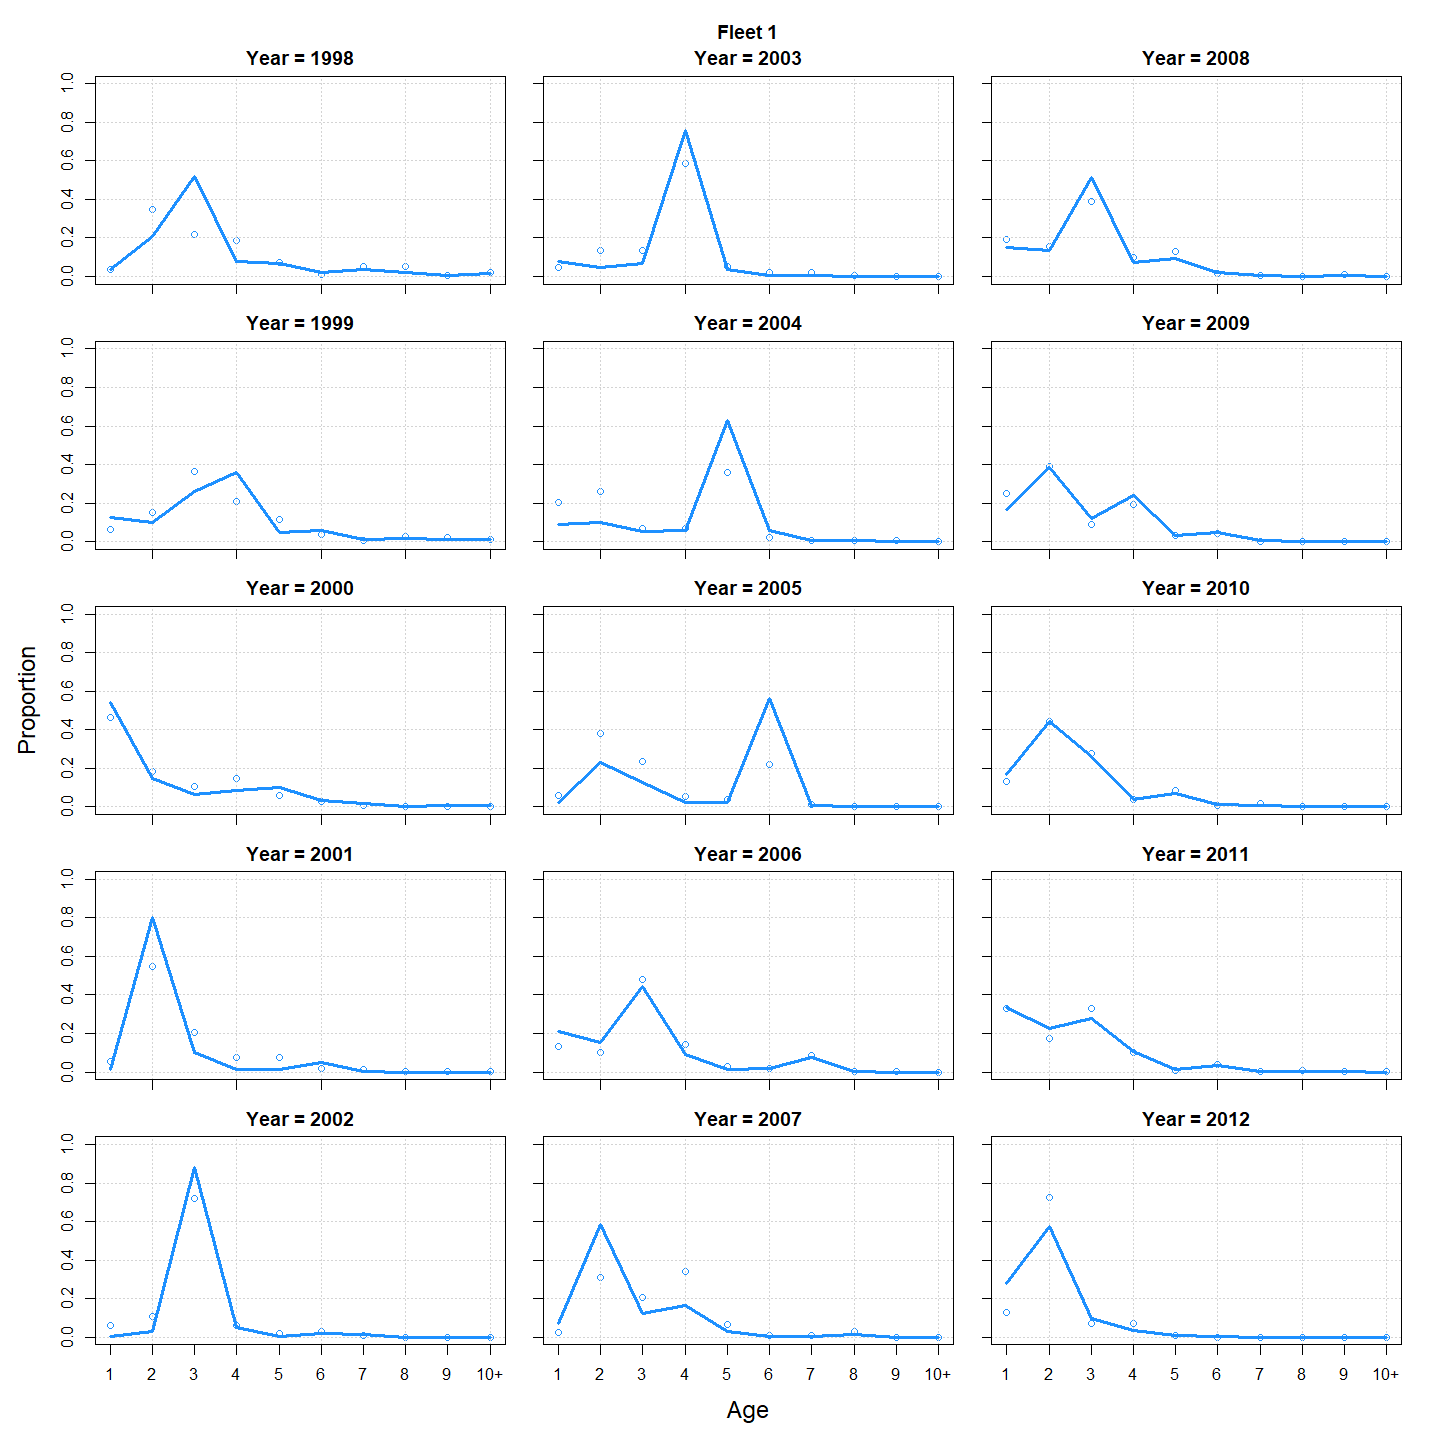 Fleet 1
Year = 1998 Year = 2003 Year = 2008
0.0 0.2 0.4 0.6 0.8 1.0
Year = 1999 Year = 2004 Year = 2009
0.0 0.2 0.4 0.6 0.8 1.0
Year = 2000 Year = 2005 Year = 2010
0.0 0.2 0.4 0.6 0.8 1.0
Proportion
Year = 2001 Year = 2006 Year = 2011
0.0 0.2 0.4 0.6 0.8 1.0
Year = 2002 Year = 2007 Year = 2012
0.0 0.2 0.4 0.6 0.8 1.0
1 2 3 4 5 6 7 8 9 10+ 1 2 3 4 5 6 7 8 9 10+ 1 2 3 4 5 6 7 8 9 10+
Age